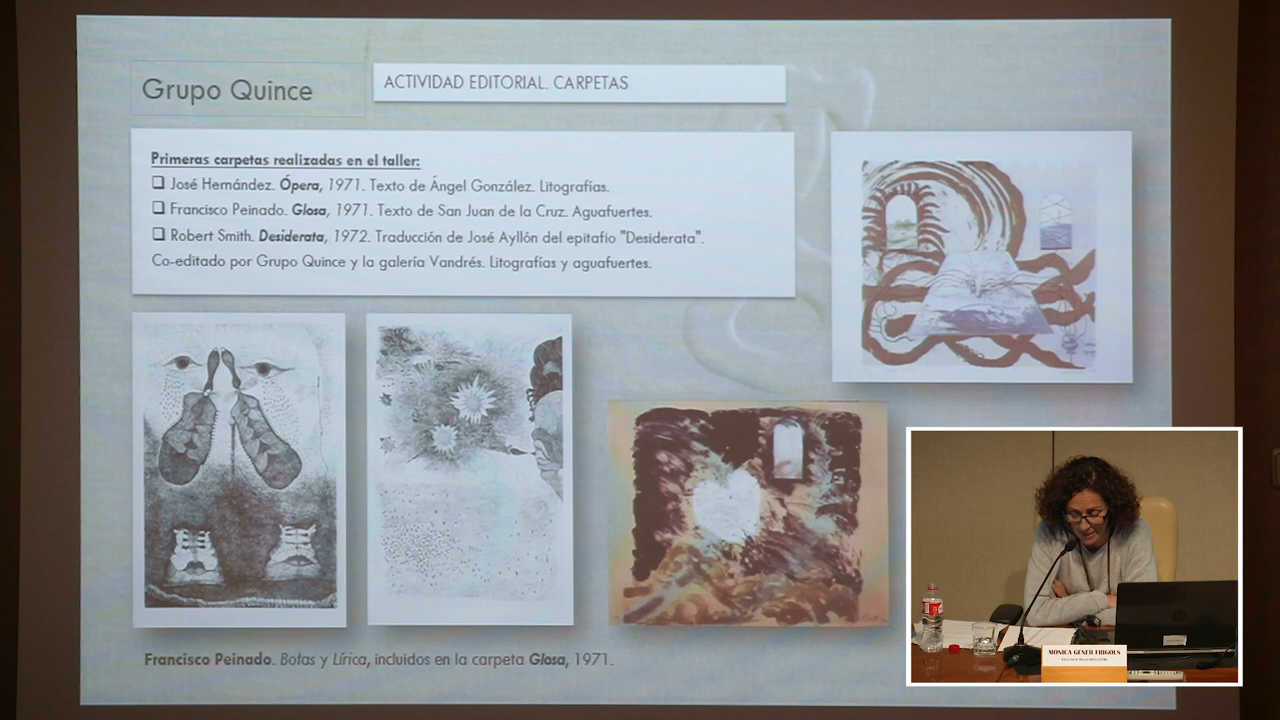 Grupo Quince
ACTIVIDAD EDITORIAL. CARPETAS
Primeras carpetas realizadas en el taller:
❑ José Hernández. Ópera, 1971. Texto de Ángel González. Litografías.
❑ Francisco Peinado. Glosa, 1971. Texto de San Juan de la Cruz. Aguafuertes.
❑ Robert Smith. Desiderata, 1972. Traducción de José Ayllón del epitafio "Desiderata".
Co-editado por Grupo Quince y la galería Vandrés. Litografías y aguafuertes.
Francisco Peinado. Botas y Lírica, incluidos en la carpeta Glosa, 1971.
MÓNICA GENER FRIGOLS